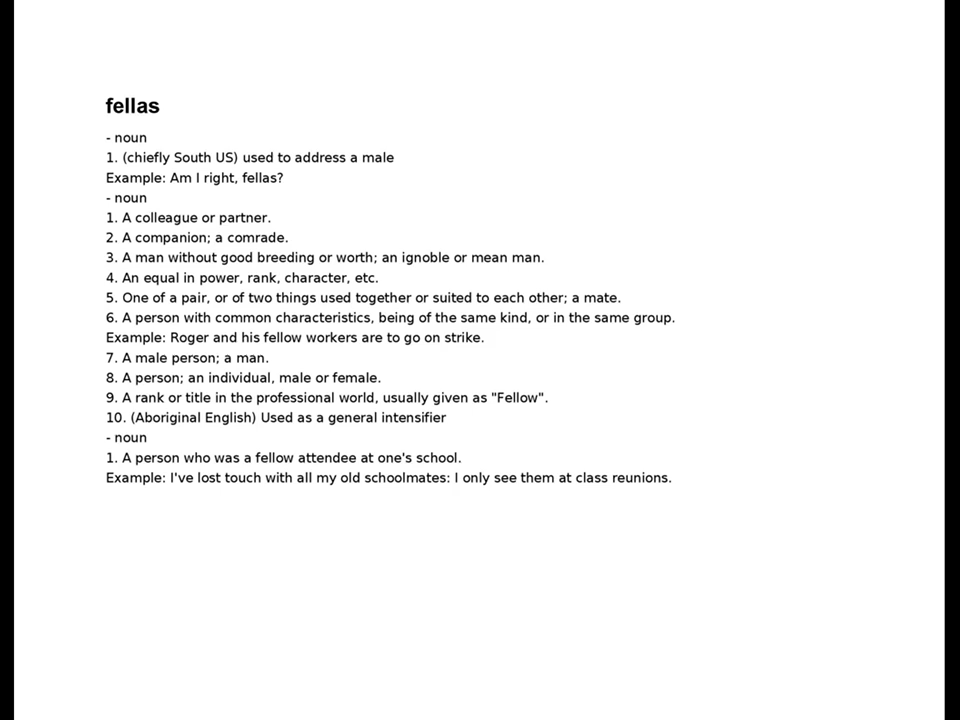 fellas
- noun
1. (chiefly South US) used to address a male
Example: Am I right, fellas?
- noun
1. A colleague or partner.
2. A companion; a comrade.
3. A man without good breeding or worth; an ignoble or mean man.
4. An equal in power, rank, character, etc.
5. One of a pair, or of two things used together or suited to each other; a mate.
6. A person with common characteristics, being of the same kind, or in the same group.
Example: Roger and his fellow workers are to go on strike.
7. A male person; a man.
8. A person; an individual, male or female.
9. A rank or title in the professional world, usually given as "Fellow".
10. (Aboriginal English) Used as a general intensifier
- noun
1. A person who was a fellow attendee at one's school.
Example: I've lost touch with all my old schoolmates: I only see them at class reunions.